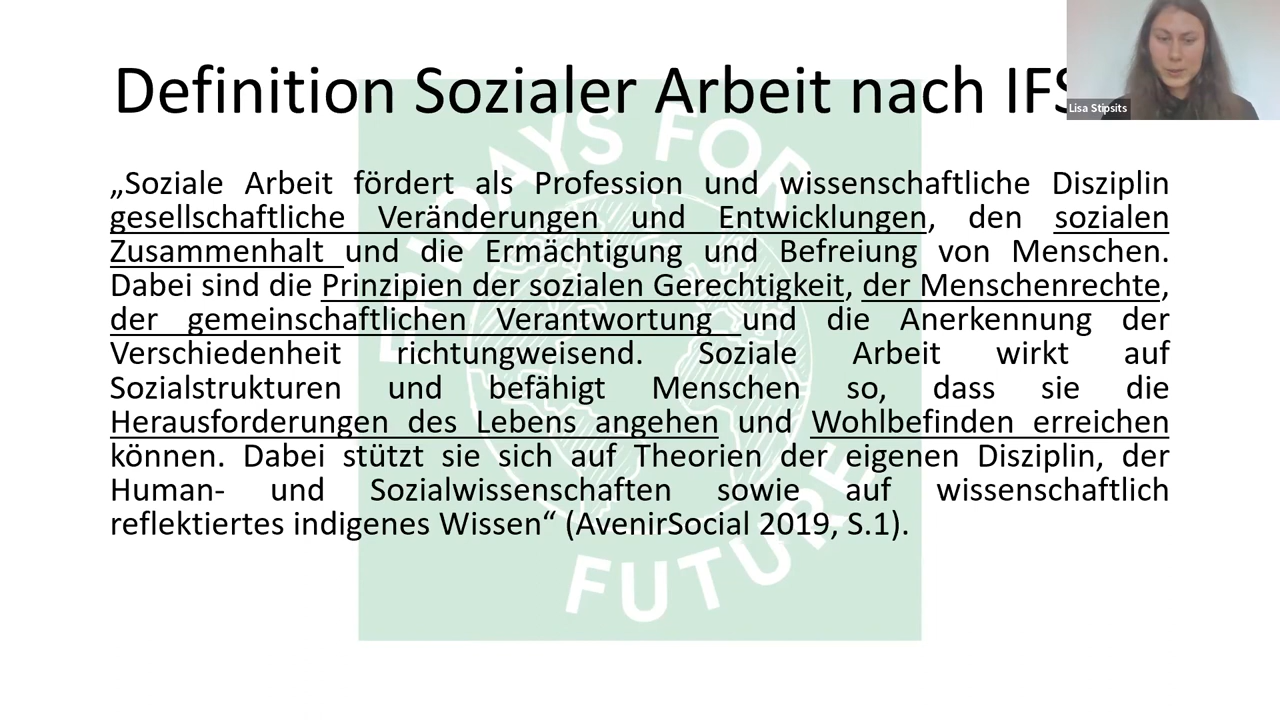 Definition Sozialer Arbeit nach IFS
Lisa Stipsits
„Soziale Arbeit fördert als Profession und wissenschaftliche Disziplin
gesellschaftliche Veränderungen und Entwicklungen, den sozialen
Zusammenhalt und die Ermächtigung und Befreiung von Menschen.
Dabei sind die Prinzipien der sozialen Gerechtigkeit, der Menschenrechte,
der gemeinschaftlichen Verantwortung und die Anerkennung der
Verschiedenheit richtungweisend. Soziale Arbeit wirkt auf
Sozialstrukturen und befähigt Menschen so, dass sie die
Herausforderungen des Lebens angehen und Wohlbefinden erreichen
können. Dabei stützt sie sich auf Theorien der eigenen Disziplin, der
Human- und Sozialwissenschaften sowie auf wissenschaftlich
reflektiertes indigenes Wissen“ (AvenirSocial 2019, S.1).
FRIDAYS FOR
FUTURE